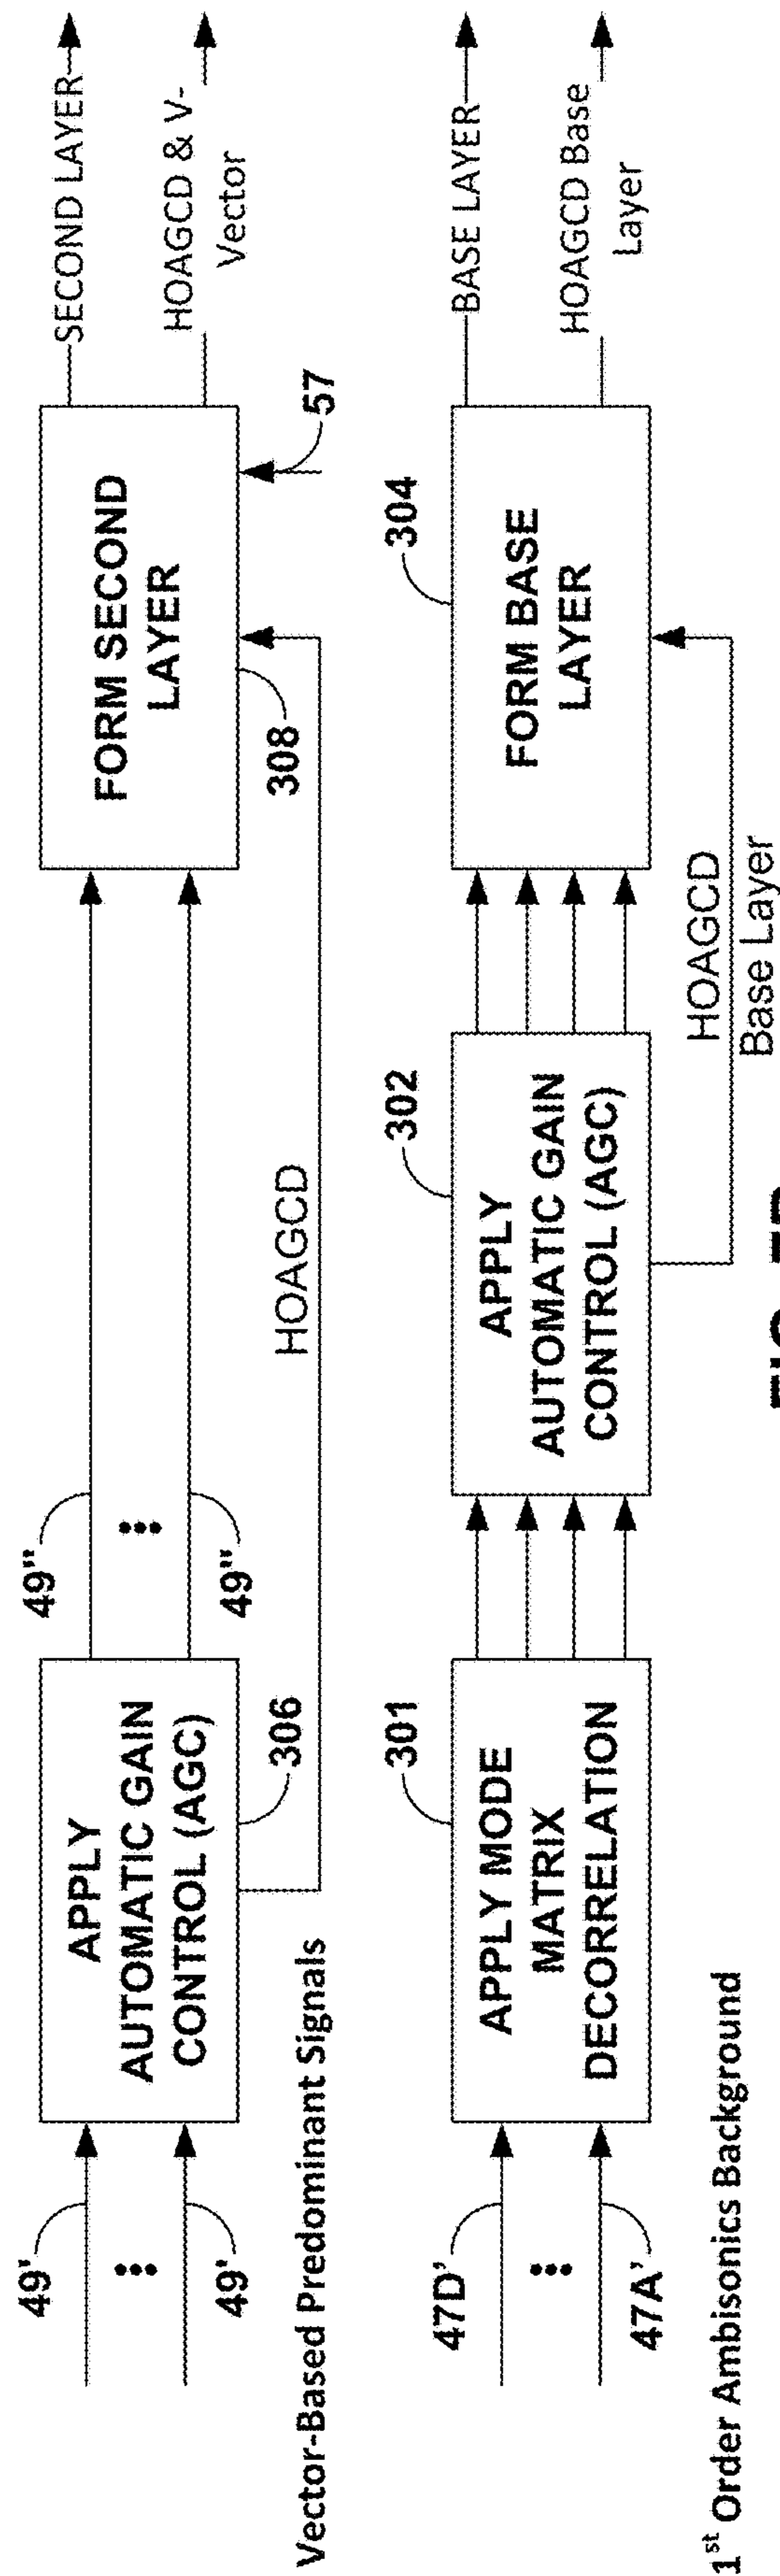 49'
49'
Vector-Based Predominant Signals
APPLY
AUTOMATIC GAIN
CONTROL (AGC)
306
49"
49"
HOAGCD
FORM SECOND
LAYER
308
57
SECOND LAYER
HOAGCD & V-
Vector
47D'
47A'
1st Order Ambisonics Background
APPLY MODE
MATRIX
DECORRELATION
301
APPLY
AUTOMATIC GAIN
CONTROL (AGC)
302
HOAGCD
Base Layer
FORM BASE
LAYER
304
BASE LAYER
HOAGCD Base
Layer